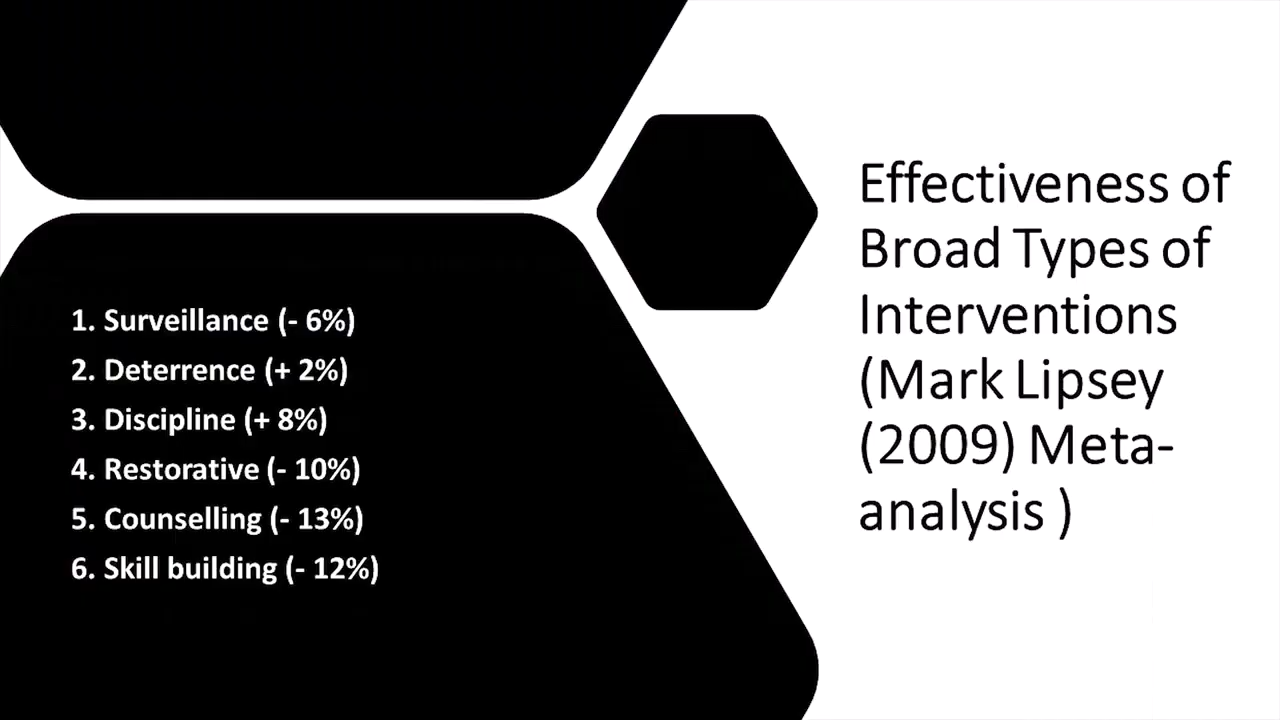 Effectiveness of
Broad Types of
Interventions
(Mark Lipsey
(2009) Meta-
analysis )
1. Surveillance (- 6%)
2. Deterrence (+ 2%)
3. Discipline (+ 8%)
4. Restorative (- 10%)
5. Counselling (- 13%)
6. Skill building (- 12%)